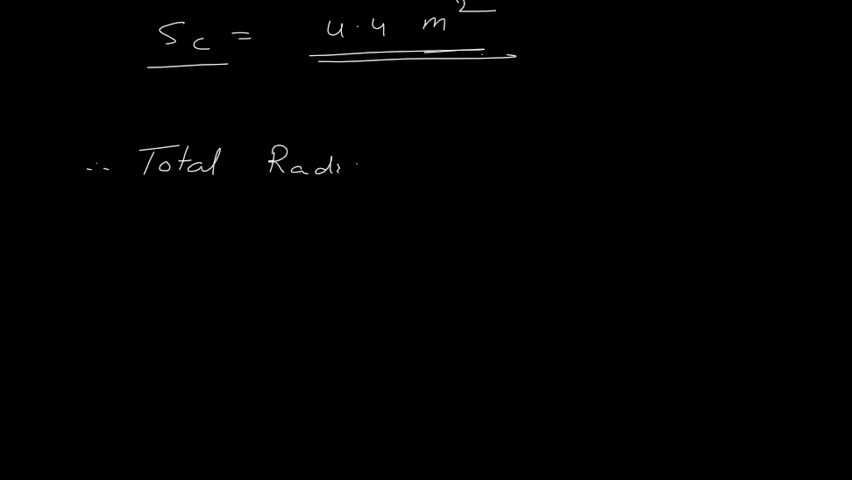 Sc = 4.4 m²
∴ Total Radi